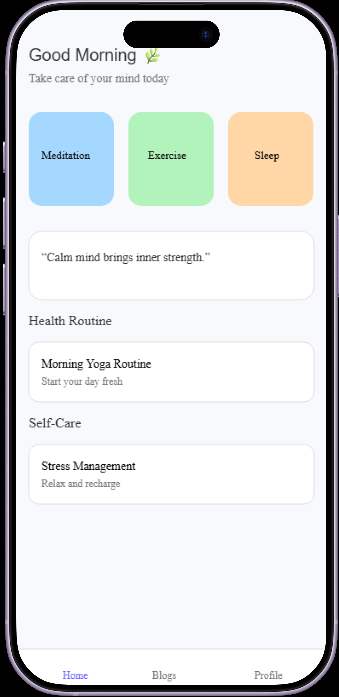 Good Morning 🌿
Take care of your mind today
Meditation Exercise Sleep
“Calm mind brings inner strength.”
Health Routine
Morning Yoga Routine
Start your day fresh
Self-Care
Stress Management
Relax and recharge
Home Blogs Profile